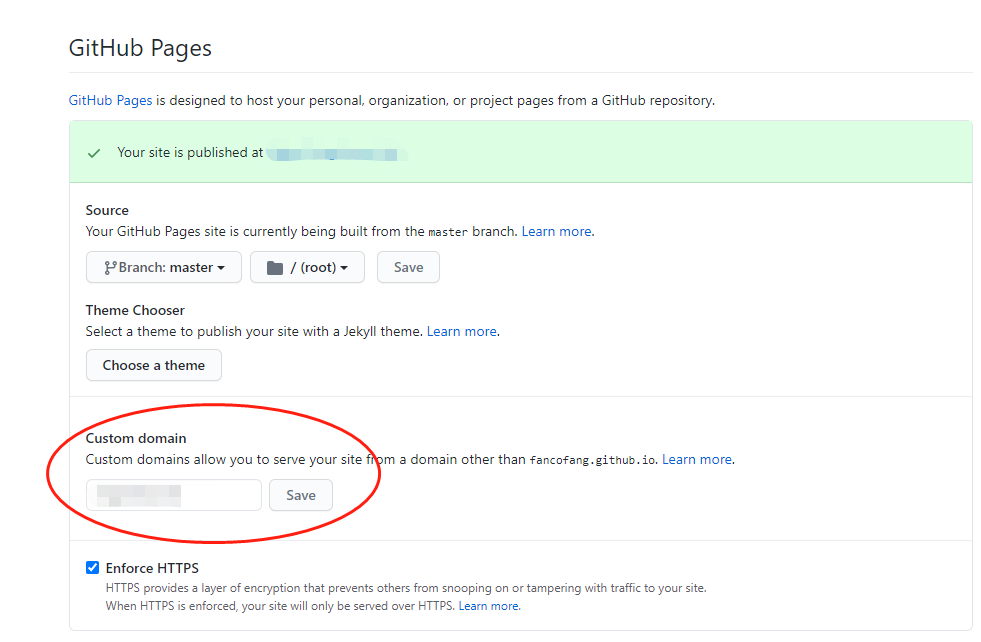 GitHub Pages
GitHub Pages is designed to host your personal, organization, or project pages from a GitHub repository.
Your site is published at
Source
Your GitHub Pages site is currently being built from the master branch. Learn more.
Branch: master
/ (root)
Save
Theme Chooser
Select a theme to publish your site with a Jekyll theme. Learn more.
Choose a theme
Custom domain
Custom domains allow you to serve your site from a domain other than fancofang.github.io. Learn more.
Save
Enforce HTTPS
HTTPS provides a layer of encryption that prevents others from snooping on or tampering with traffic to your site.
When HTTPS is enforced, your site will only be served over HTTPS. Learn more.